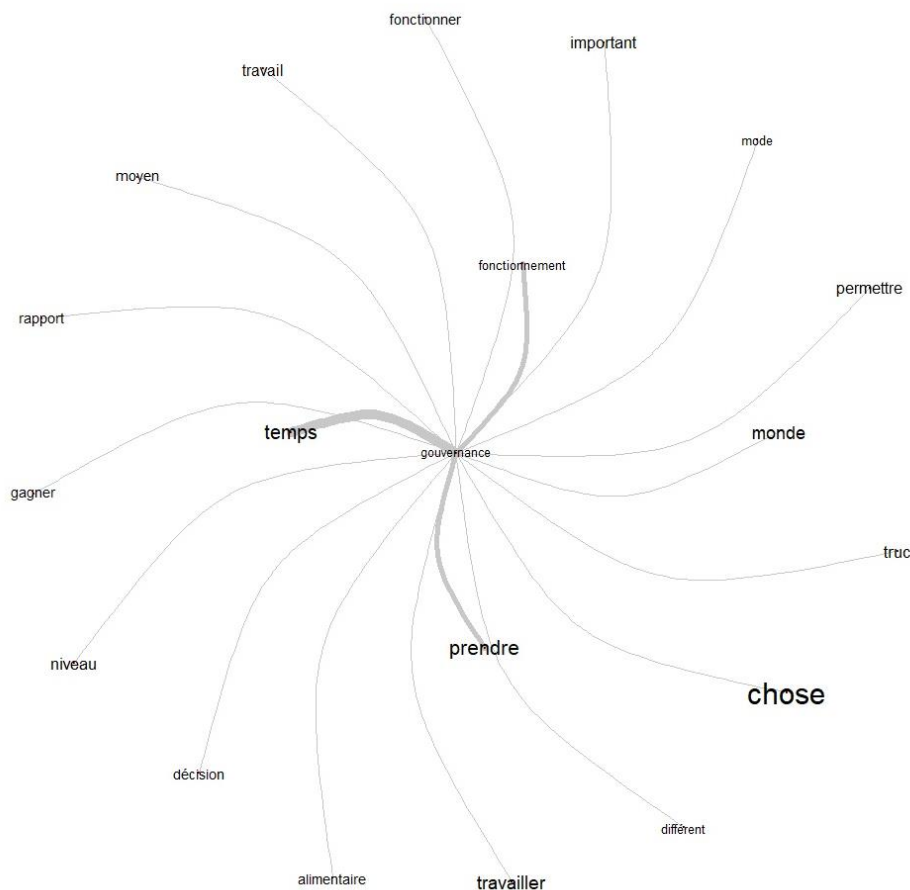 fonctionner
important
travail
mode
moyen
fonctionnement
permettre
rapport
temps
monde
gouvernance
gagner
truc
prendre
niveau
chose
décision
différent
alimentaire
travailler